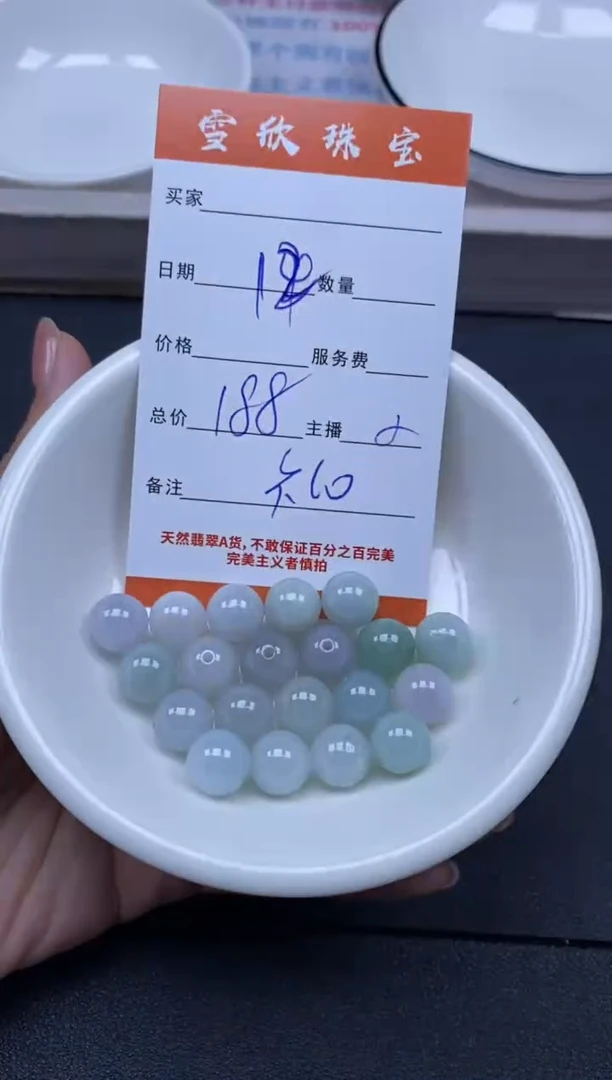 雪欣珠宝
买家
日期 数量
价格 服务费
总价 188 主播
备注
天然翡翠A货,不敢保证百分之百完美
完美主义者慎拍